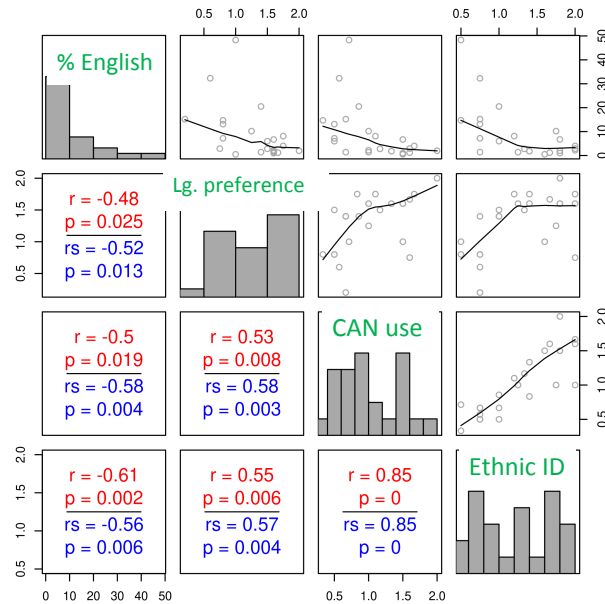 0.5 1.0 1.5 2.0
0.5 1.0 1.5 2.0
% English
0 10 20 30 40 50
Lg. preference
0.5 1.0 1.5 2.0
r = -0.48
p = 0.025
rs = -0.52
p = 0.013
CAN use
0.5 1.0 1.5 2.0
r = -0.5
p = 0.019
rs = -0.58
p = 0.004
r = 0.53
p = 0.008
rs = 0.58
p = 0.003
Ethnic ID
0.5 1.0 1.5 2.0
r = -0.61
p = 0.002
rs = -0.56
p = 0.006
r = 0.55
p = 0.006
rs = 0.57
p = 0.004
r = 0.85
p = 0
rs = 0.85
p = 0
0 10 20 30 40 50
0.5 1.0 1.5 2.0